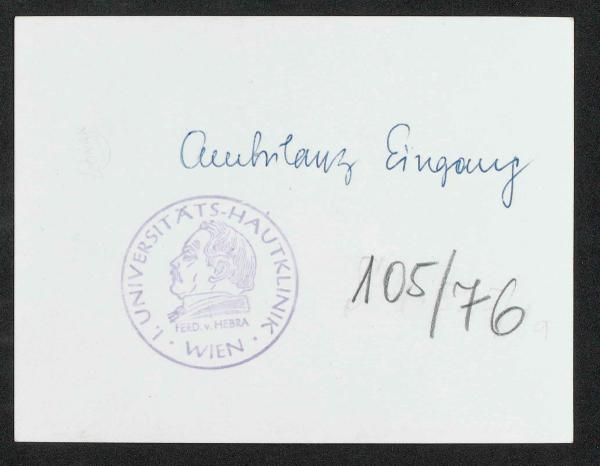 Ambulanz Eingang
I. UNIVERSITÄTS-HAUTKLINIK · WIEN ·
FERD. v. HEBRA
105/76